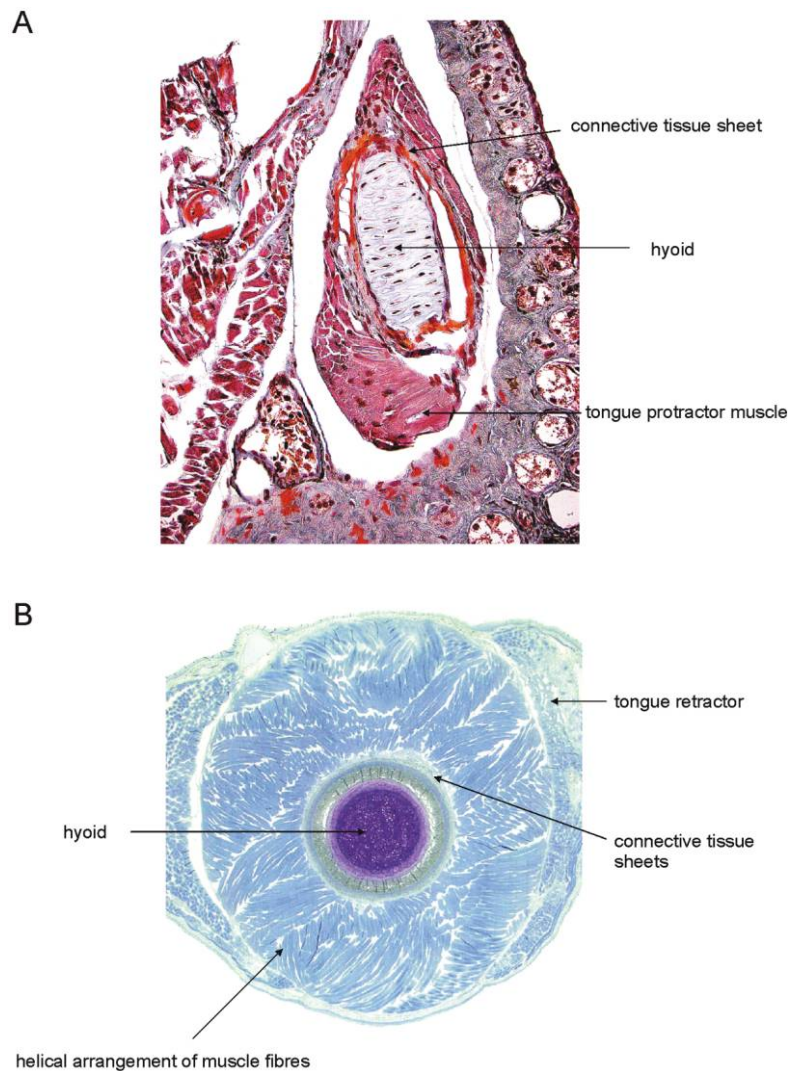 A
connective tissue sheet
hyoid
tongue protractor muscle
B
tongue retractor
hyoid
connective tissue
sheets
helical arrangement of muscle fibres